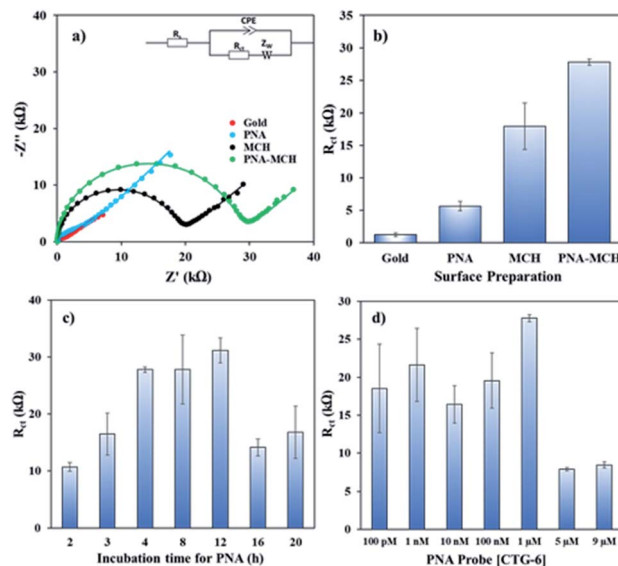 a)
CPE
Rs
Rct
Zw
W
Gold
PNA
MCH
PNA-MCH
-Z'' (kΩ)
40
30
20
10
0
0 10 20 30 40
Z' (kΩ)
b)
Rct (kΩ)
35
30
25
20
15
10
5
0
Gold PNA MCH PNA-MCH
Surface Preparation
c)
Rct (kΩ)
40
30
20
10
0
2 3 4 8 12 16 20
Incubation time for PNA (h)
d)
Rct (kΩ)
30
25
20
15
10
5
0
100 pM 1 nM 10 nM 100 nM 1 µM 5 µM 9 µM
PNA Probe [CTG-6]